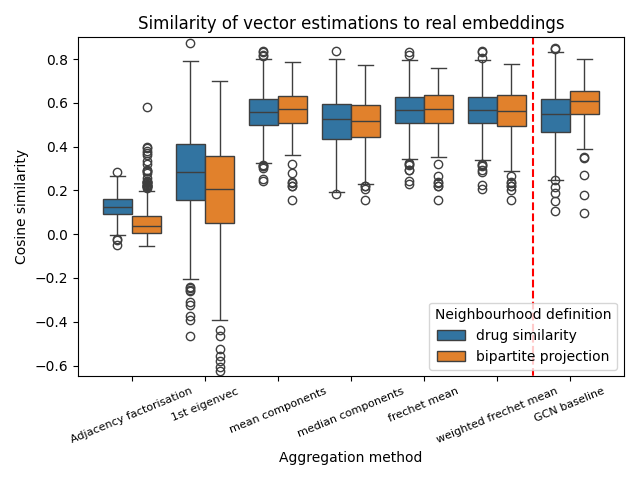 Similarity of vector estimations to real embeddings
Cosine similarity
0.8
0.6
0.4
0.2
0.0
−0.2
−0.4
−0.6
Neighbourhood definition
drug similarity
bipartite projection
Adjacency factorisation
1st eigenvec
mean components
median components
frechet mean
weighted frechet mean
GCN baseline
Aggregation method